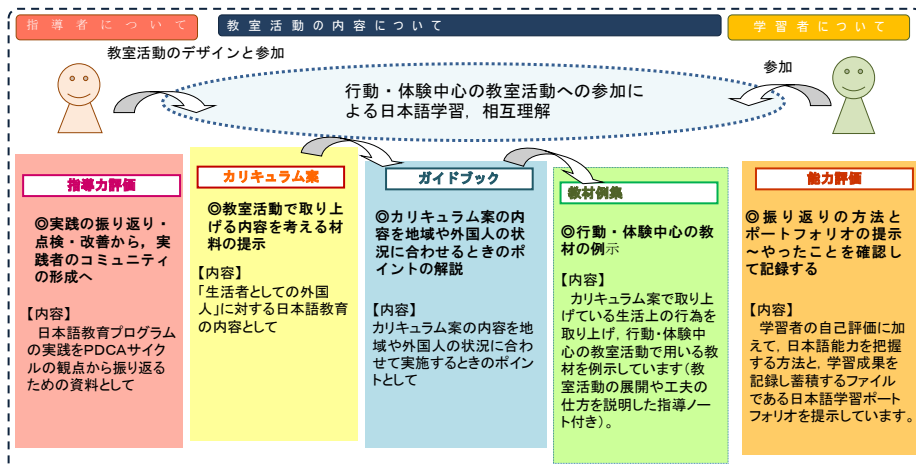 指導者について
教室活動の内容について
学習者について
教室活動のデザインと参加
参加
行動・体験中心の教室活動への参加に
よる日本語学習，相互理解
指導力評価
◎実践の振り返り・
点検・改善から，実
践者のコミュニティ
の形成へ
【内容】
日本語教育プログラム
の実践をPDCAサイク
ルの観点から振り返る
ための資料として
カリキュラム案
◎教室活動で取り上
げる内容を考える材
料の提示
【内容】
「生活者としての外国
人」に対する日本語教育
の内容として
ガイドブック
◎カリキュラム案の内
容を地域や外国人の状
況に合わせるときのポ
イントの解説
【内容】
カリキュラム案の内容を地
域や外国人の状況に合わ
せて実施するときのポイ
ントとして
教材例集
◎行動・体験中心の教
材の例示
【内容】
カリキュラム案で取り上
げている生活上の行為を
取り上げ，行動・体験中
心の教室活動で用いる教
材を例示しています（教
室活動の展開や工夫の
仕方を説明した指導ノー
ト付き）。
能力評価
◎振り返りの方法と
ポートフォリオの提示
～やったことを確認し
て記録する
【内容】
学習者の自己評価に加
えて，日本語能力を把握
する方法と，学習成果を
記録し蓄積するファイル
である日本語学習ポート
フォリオを提示しています。